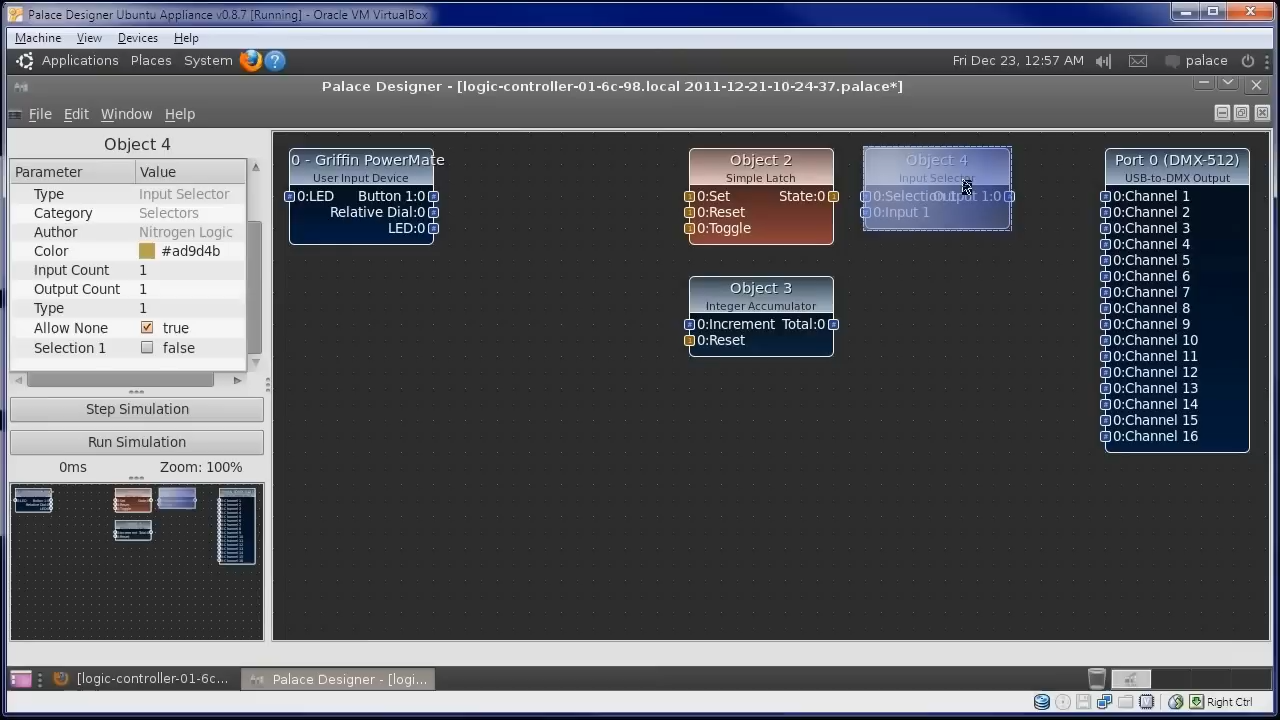 Palace Designer Ubuntu Appliance v0.8.7 [Running] - Oracle VM VirtualBox
Machine View Devices Help
Applications Places System Fri Dec 23, 12:57 AM palace
Palace Designer - [logic-controller-01-6c-98.local 2011-12-21-10-24-37.palace*]
File Edit Window Help
Object 4
Parameter Value
Type Input Selector
Category Selectors
Author Nitrogen Logic
Color #ad9d4b
Input Count 1
Output Count 1
Type 1
Allow None true
Selection 1 false
Step Simulation
Run Simulation
0ms Zoom: 100%
0 - Griffin PowerMate
User Input Device
0:LED Button 1:0
Relative Dial:0
LED:0
Object 2
Simple Latch
0:Set State:0
0:Reset
0:Toggle
Object 3
Integer Accumulator
0:Increment Total:0
0:Reset
Object 4
Input Selector
0:Selection 1 Output 1:0
0:Input 1
Port 0 (DMX-512)
USB-to-DMX Output
0:Channel 1
0:Channel 2
0:Channel 3
0:Channel 4
0:Channel 5
0:Channel 6
0:Channel 7
0:Channel 8
0:Channel 9
0:Channel 10
0:Channel 11
0:Channel 12
0:Channel 13
0:Channel 14
0:Channel 15
0:Channel 16
[logic-controller-01-6c... Palace Designer - [logi...
Right Ctrl